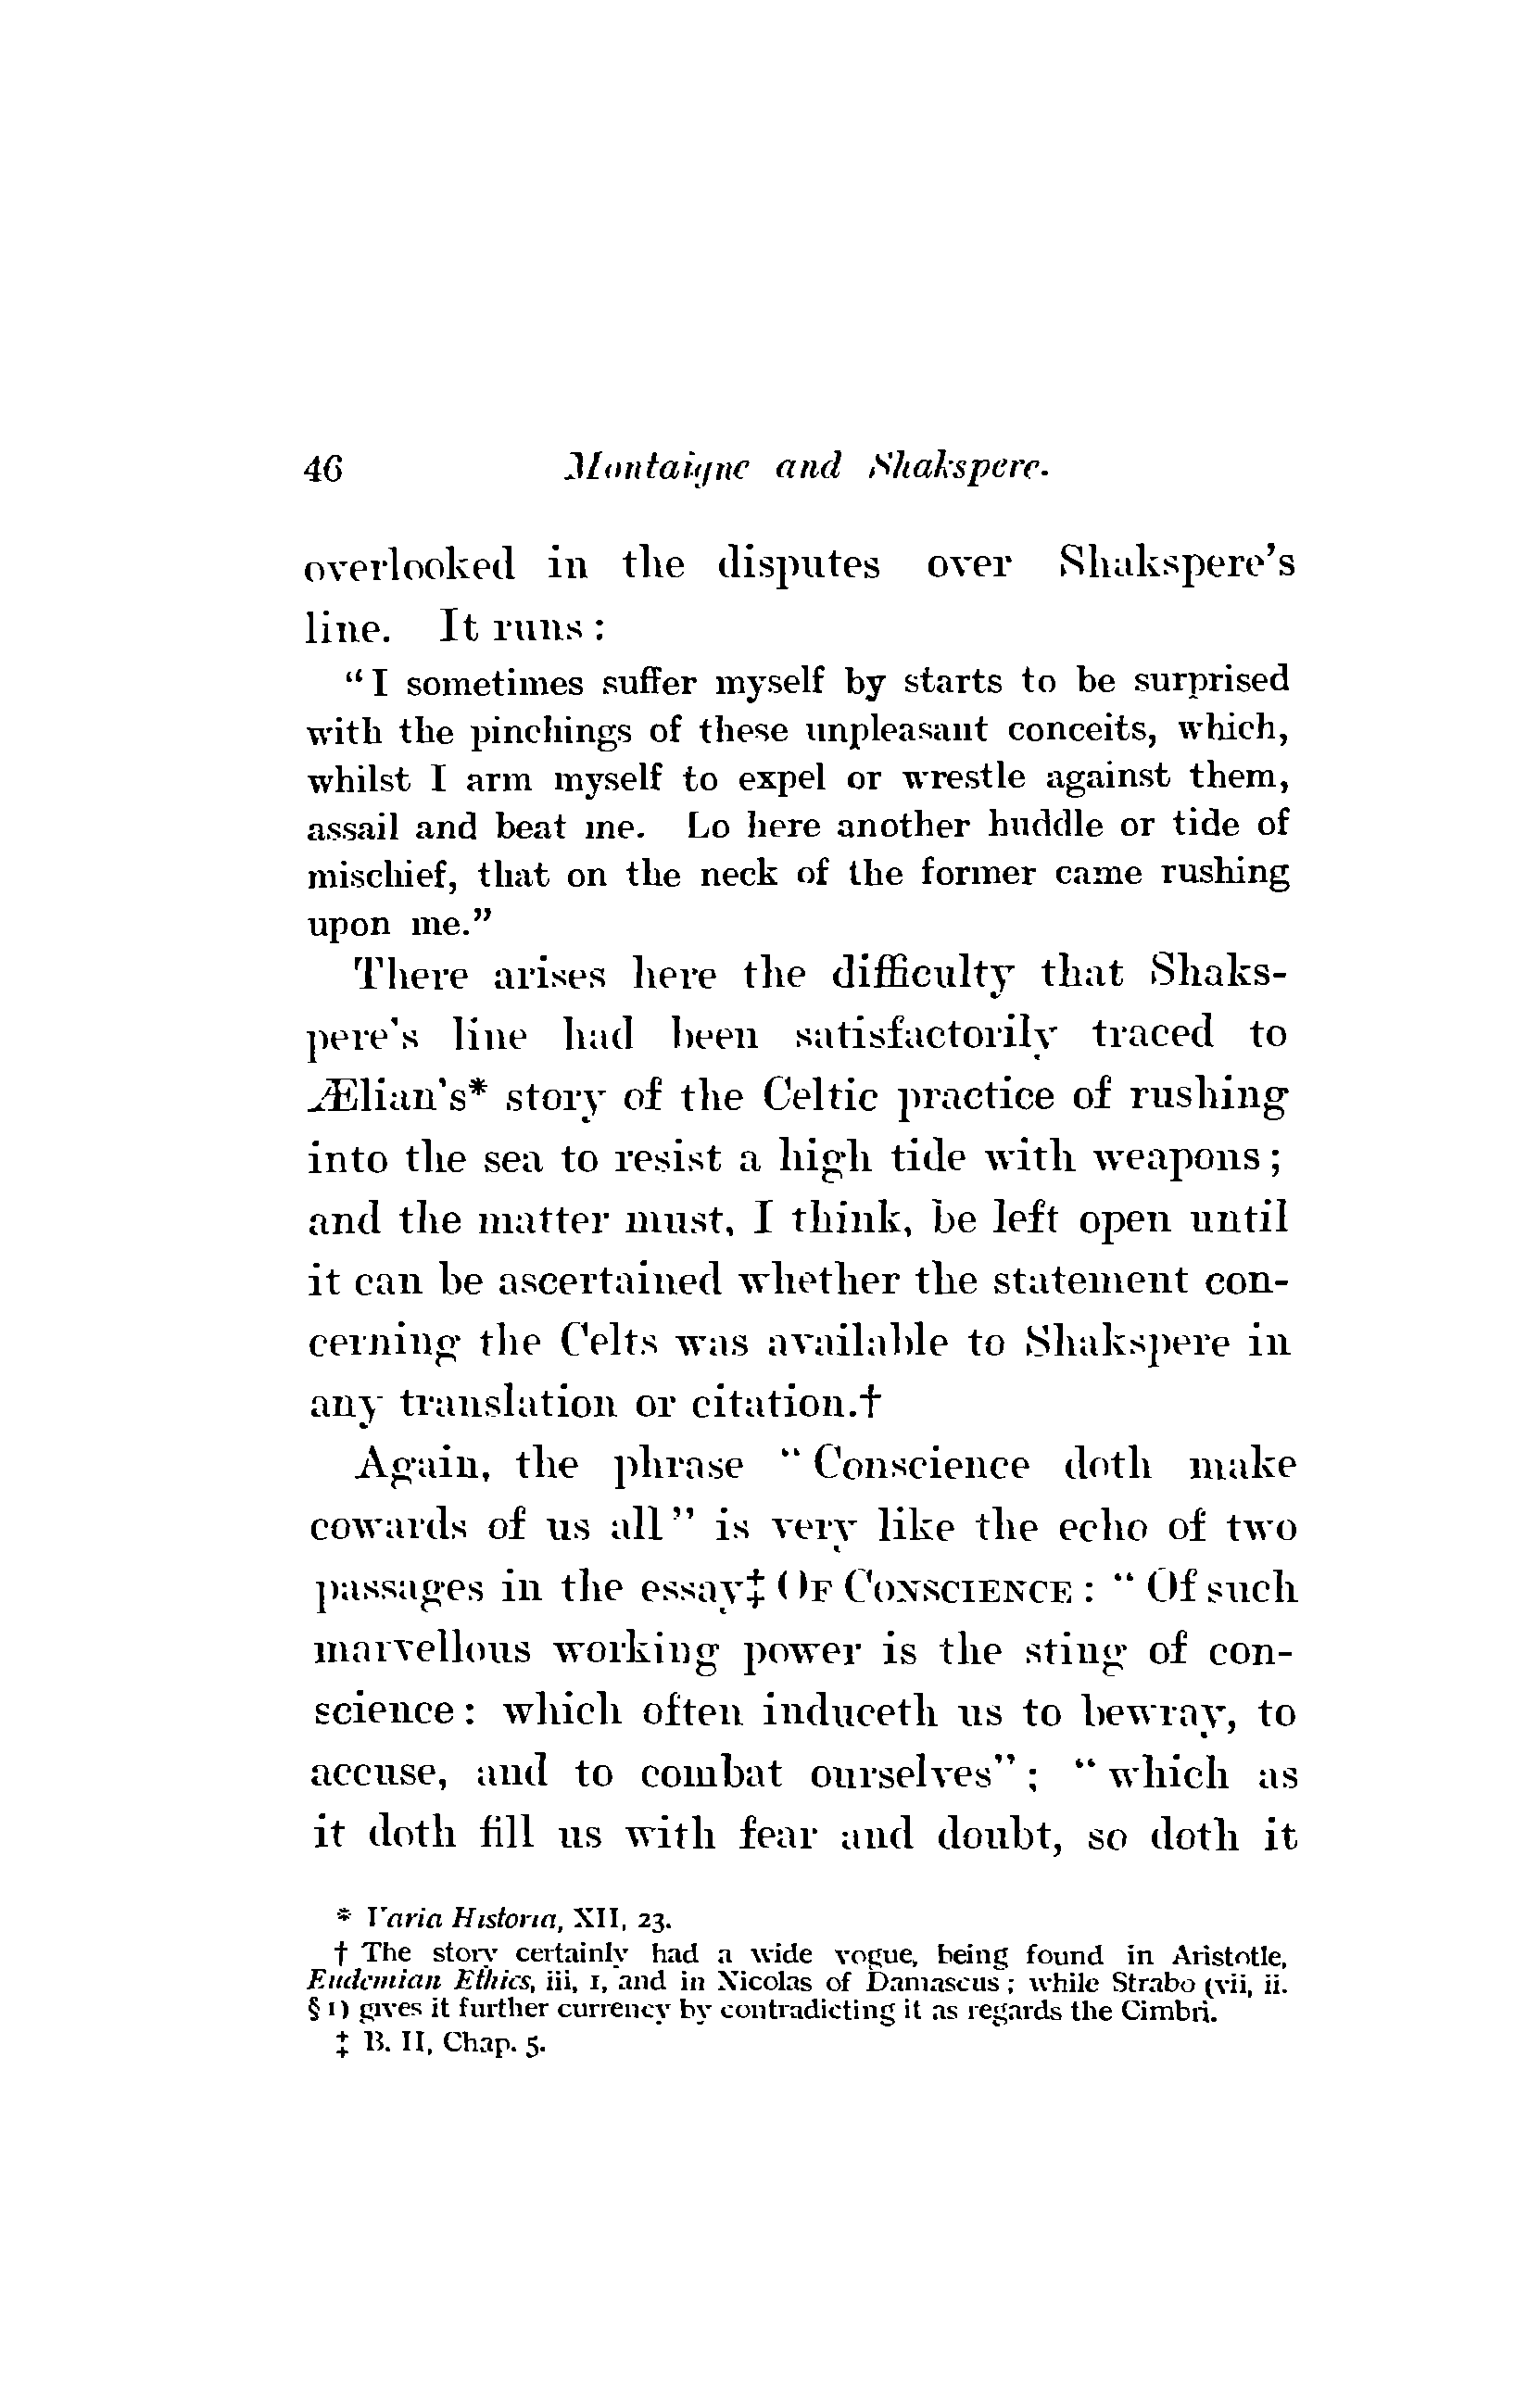 46 Montaigne and Shakspere.
overlooked in the disputes over Shakspere's
line. It runs :
"I sometimes suffer myself by starts to be surprised
with the pinchings of these unpleasant conceits, which,
whilst I arm myself to expel or wrestle against them,
assail and beat me. Lo here another huddle or tide of
mischief, that on the neck of the former came rushing
upon me."
There arises here the difficulty that Shaks-
pere's line had been satisfactorily traced to
Ælian's* story of the Celtic practice of rushing
into the sea to resist a high tide with weapons;
and the matter must, I think, be left open until
it can be ascertained whether the statement con-
cerning the Celts was available to Shakspere in
any translation or citation.†
Again, the phrase "Conscience doth make
cowards of us all" is very like the echo of two
passages in the essay‡ OF CONSCIENCE : "Of such
marvellous working power is the sting of con-
science: which often induceth us to bewray, to
accuse, and to combat ourselves"; "which as
it doth fill us with fear and doubt, so doth it
* Varia Historia, XII, 23.
† The story certainly had a wide vogue, being found in Aristotle,
Eudemian Ethics, iii, 1, and in Nicolas of Damascus; while Strabo (vii, ii.
§ 1) gives it further currency by contradicting it as regards the Cimbri.
‡ B. II, Chap. 5.